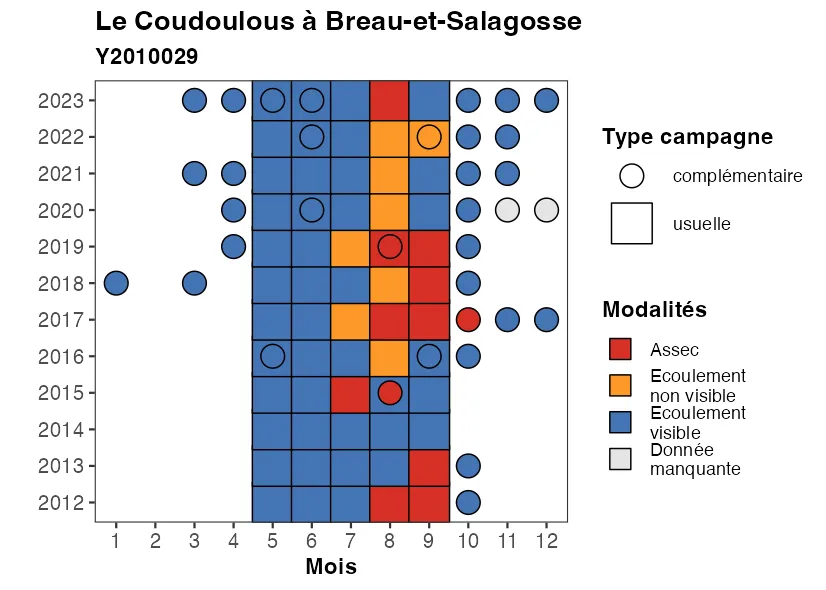 Le Coudoulous à Breau-et-Salagosse
Y2010029
2023
2022
2021
2020
2019
2018
2017
2016
2015
2014
2013
2012
1 2 3 4 5 6 7 8 9 10 11 12
Mois
Type campagne
complémentaire
usuelle
Modalités
Assec
Ecoulement
non visible
Ecoulement
visible
Donnée
manquante